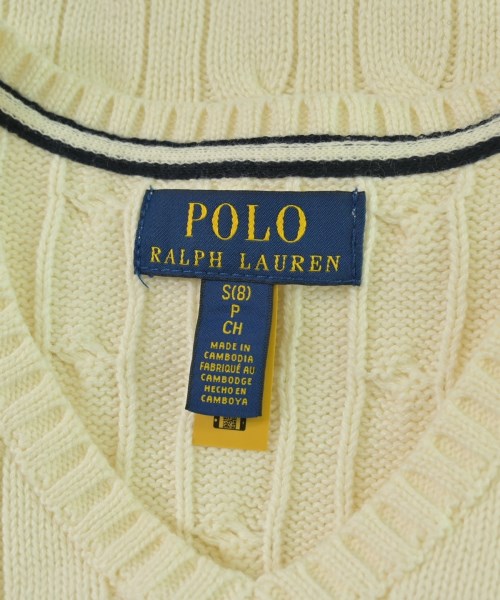 POLO
RALPH LAUREN
S(8)
P
CH
MADE IN
CAMBODIA
FABRIQUÉ AU
CAMBODGE
HECHO EN
CAMBOYA